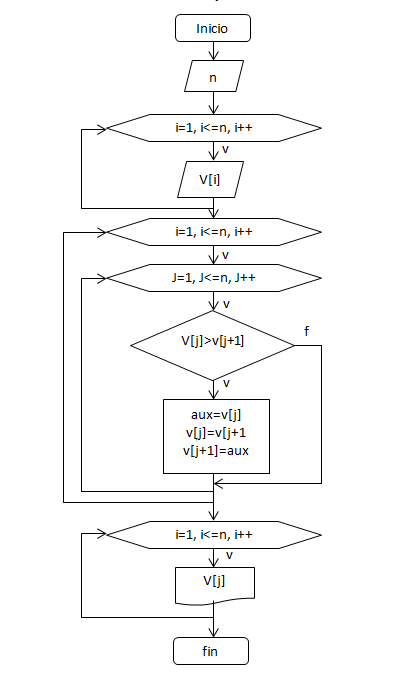 Inicio
n
i=1, i<=n, i++
v
V[i]
i=1, i<=n, i++
v
J=1, J<=n, J++
v
f
V[j]>v[j+1]
v
aux=v[j]
v[j]=v[j+1
v[j+1]=aux
i=1, i<=n, i++
v
V[j]
fin